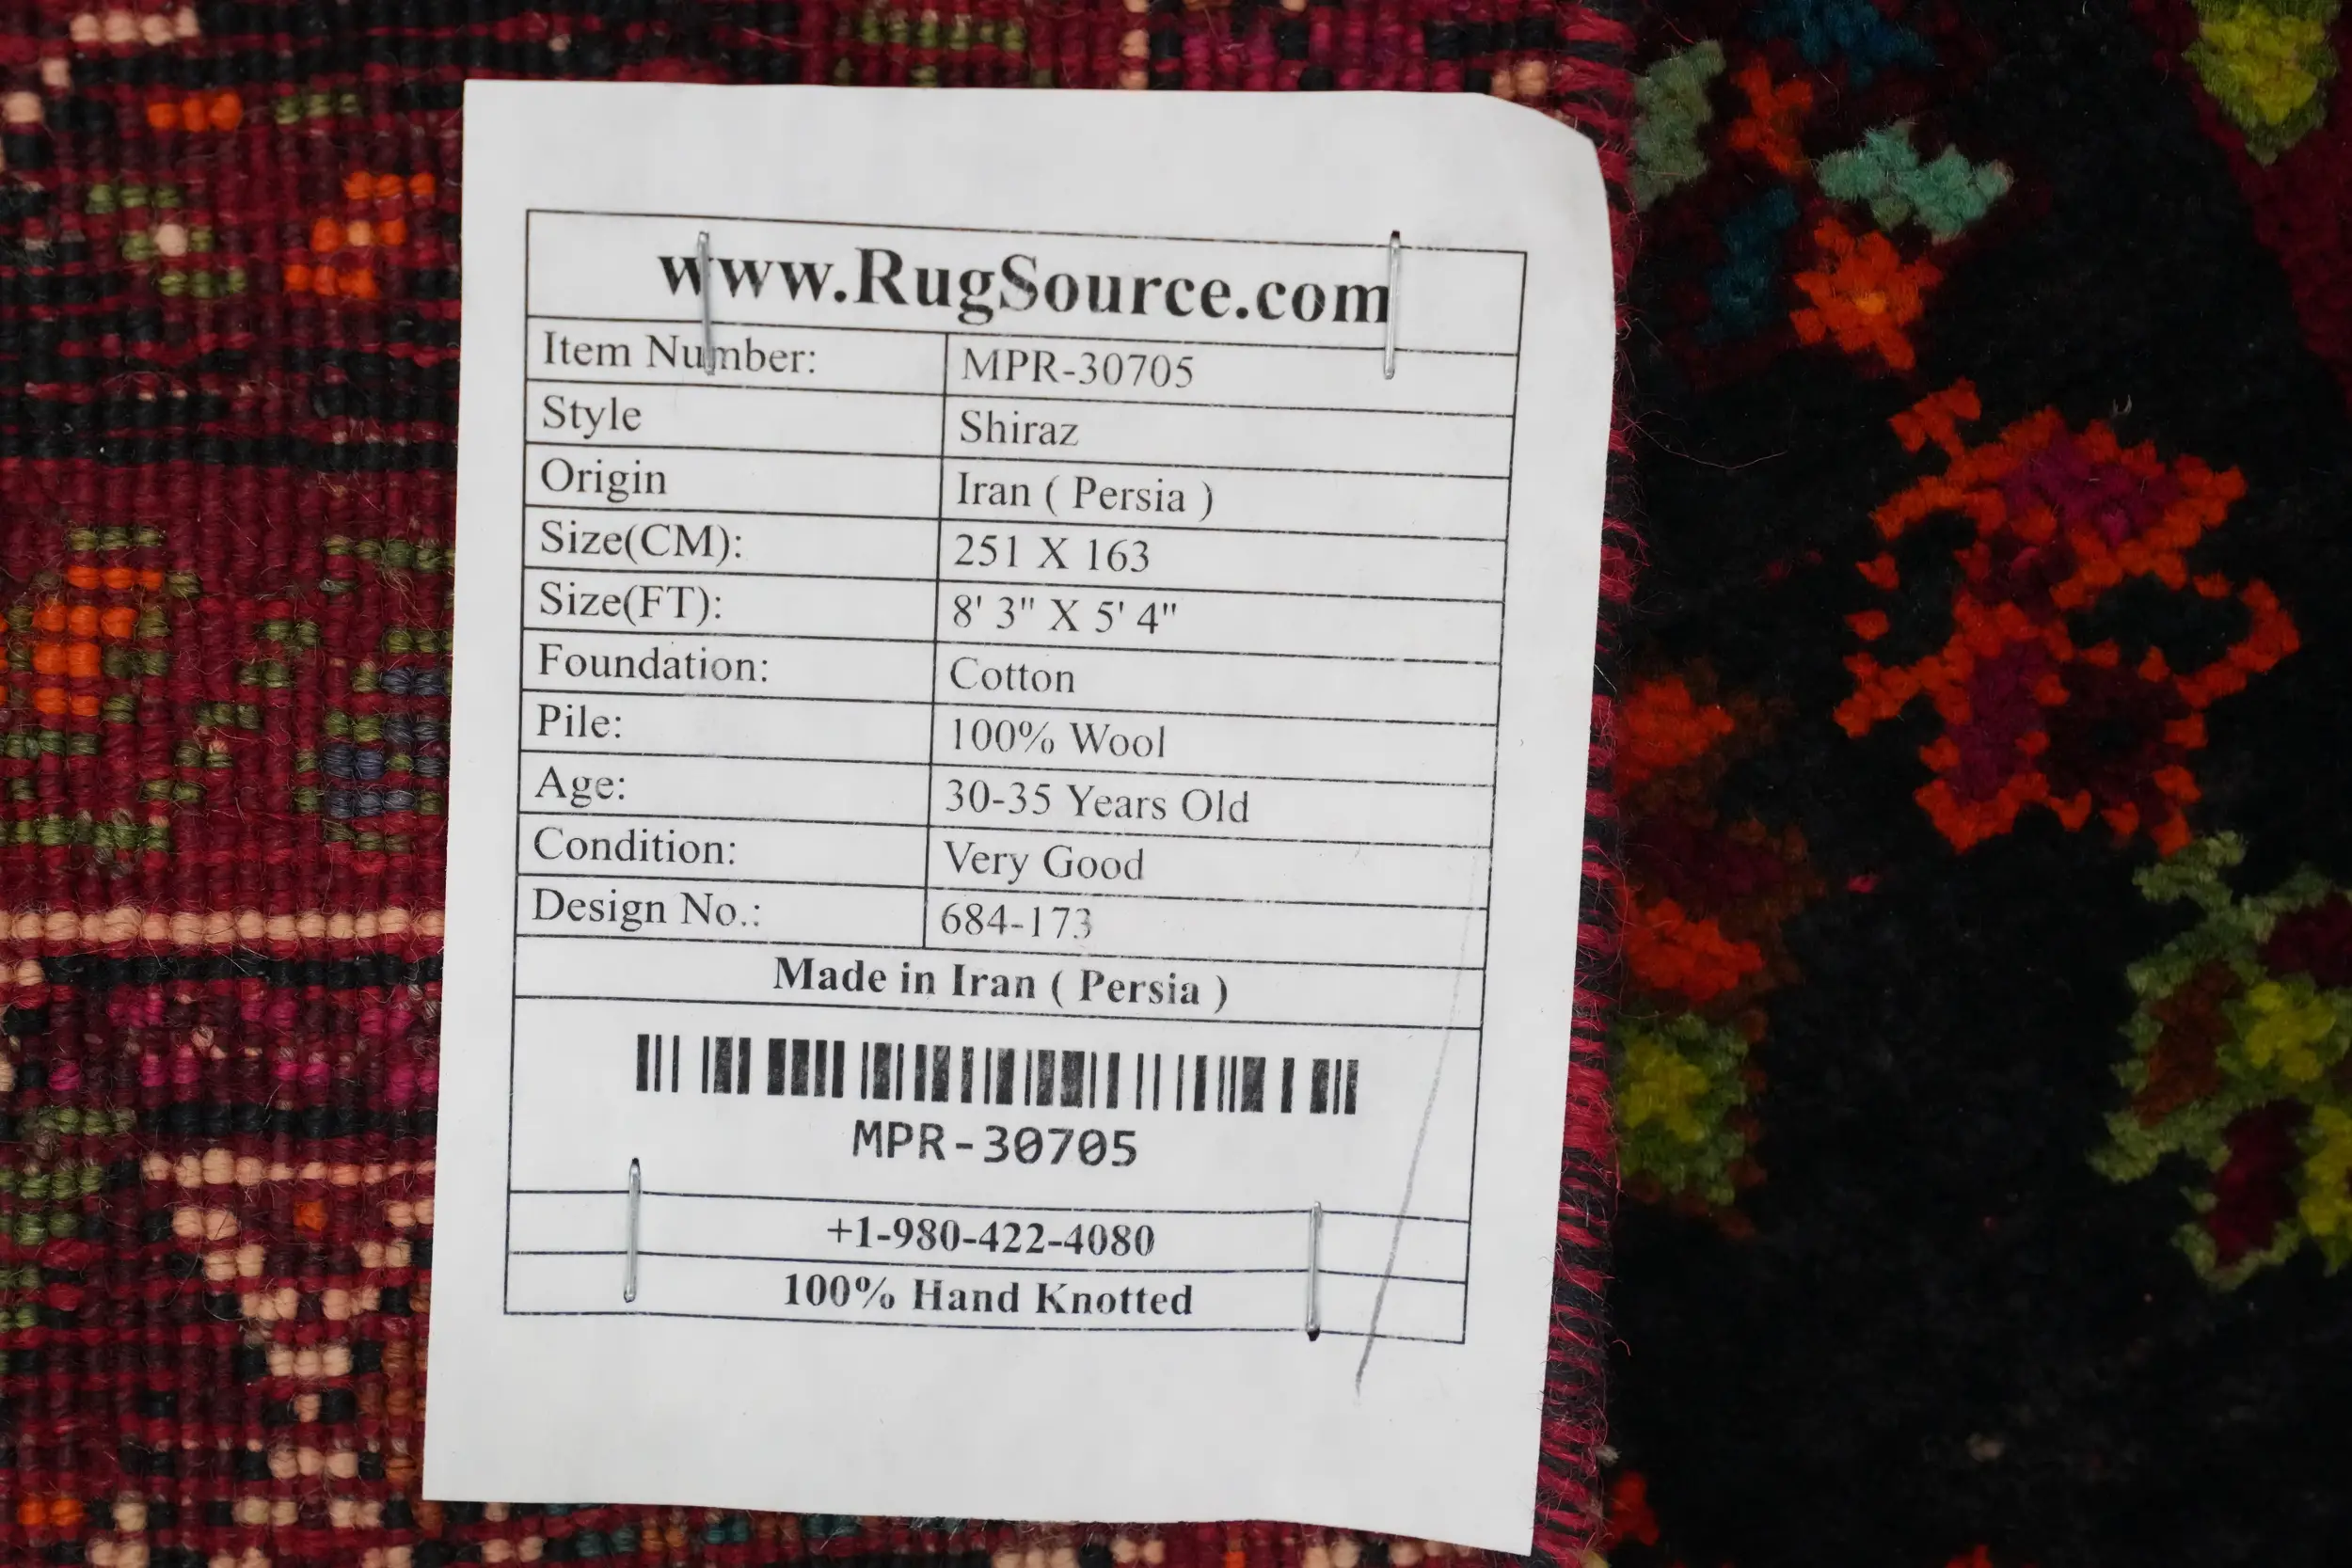 www.RugSource.com
Item Number: MPR-30705
Style Shiraz
Origin Iran ( Persia )
Size(CM): 251 X 163
Size(FT): 8' 3" X 5' 4"
Foundation: Cotton
Pile: 100% Wool
Age: 30-35 Years Old
Condition: Very Good
Design No.: 684-173
Made in Iran ( Persia )
MPR-30705
+1-980-422-4080
100% Hand Knotted